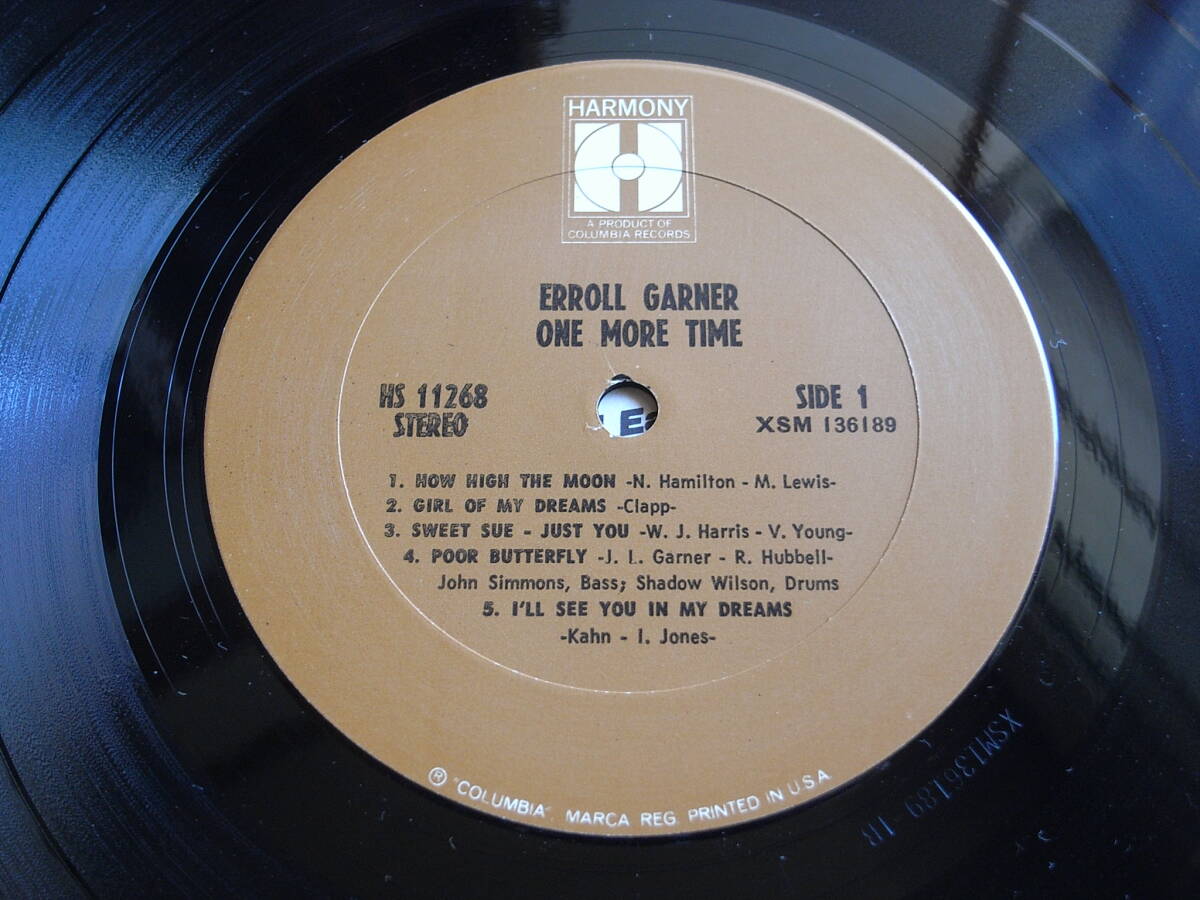 HARMONY
A PRODUCT OF
COLUMBIA RECORDS
ERROLL GARNER
ONE MORE TIME
HS 11268
STEREO
SIDE 1
XSM 136189
1. HOW HIGH THE MOON -N. Hamilton - M. Lewis-
2. GIRL OF MY DREAMS -Clapp-
3. SWEET SUE - JUST YOU -W. J. Harris - V. Young-
4. POOR BUTTERFLY -J. L. Garner - R. Hubbell-
John Simmons, Bass; Shadow Wilson, Drums
5. I'LL SEE YOU IN MY DREAMS
-Kahn - I. Jones-
Ⓡ "COLUMBIA". MARCA REG. PRINTED IN U.S.A.
XSM136189 1R